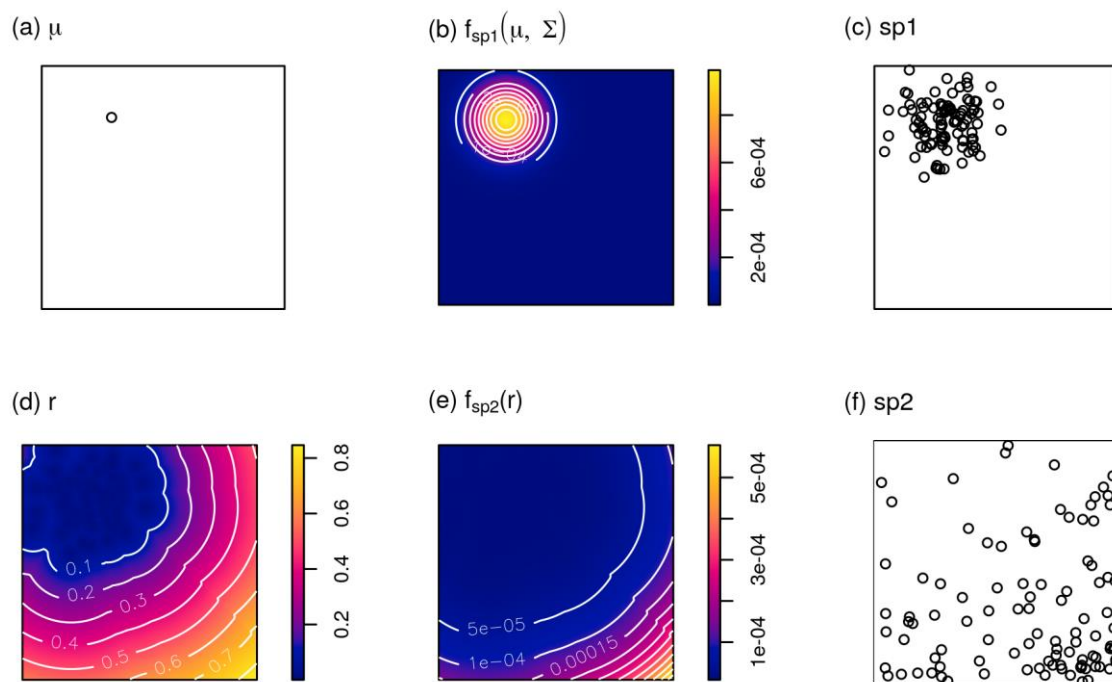 (a) μ
(b) f_sp1(μ, Σ)
(c) sp1
2e-04 6e-04
(d) r
(e) f_sp2(r)
(f) sp2
0.1
0.2
0.3
0.4
0.5
0.6
0.7
0.2 0.4 0.6 0.8
5e-05
1e-04
0.00015
1e-04 3e-04 5e-04